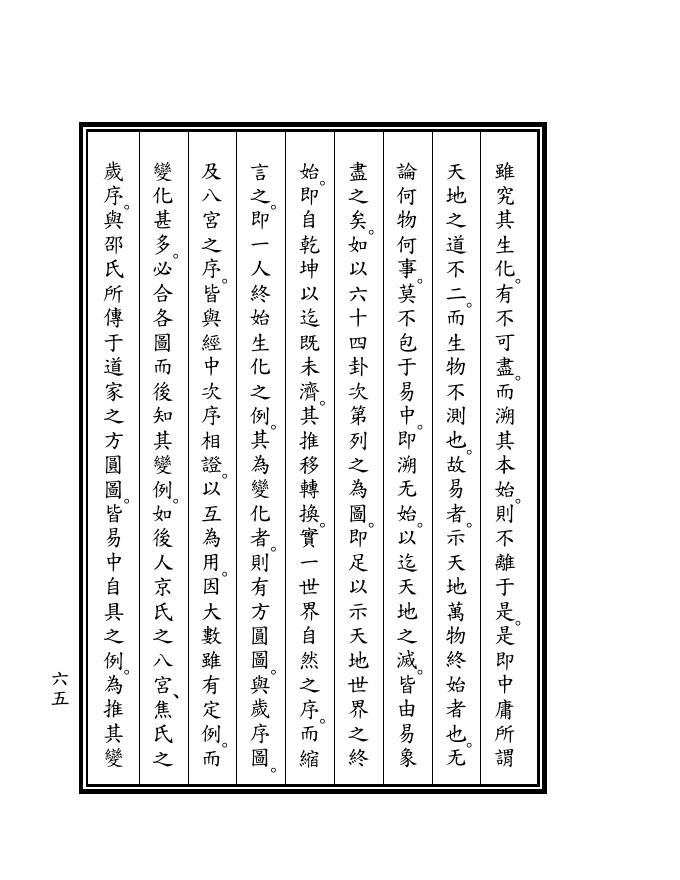 雖究其生化。有不可盡。而溯其本始。則不離于是。是即中庸所謂
天地之道不二。而生物不測也。故易者。示天地萬物終始者也。无
論何物何事。莫不包于易中。即溯无始。以迄天地之滅。皆由易象
盡之矣。如以六十四卦次第列之為圖。即足以示天地世界之終
始。即自乾坤以迄既未濟。其推移轉換。實一世界自然之序。而縮
言之。即一人終始生化之例。其為變化者。則有方圓圖。與歲序圖。
及八宮之序。皆與經中次序相證。以互為用。因大數雖有定例。而
變化甚多。必合各圖而後知其變例。如後人京氏之八宮、焦氏之
歲序。與邵氏所傳于道家之方圓圖。皆易中自具之例。為推其變
六五